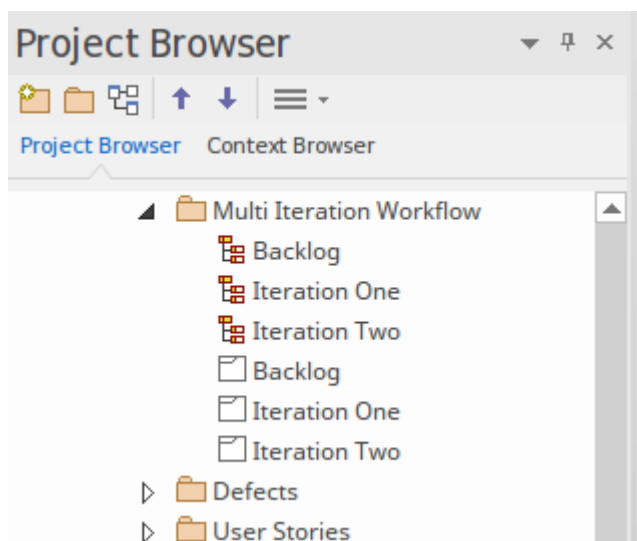 Project Browser
Project Browser Context Browser
Multi Iteration Workflow
Backlog
Iteration One
Iteration Two
Backlog
Iteration One
Iteration Two
Defects
User Stories